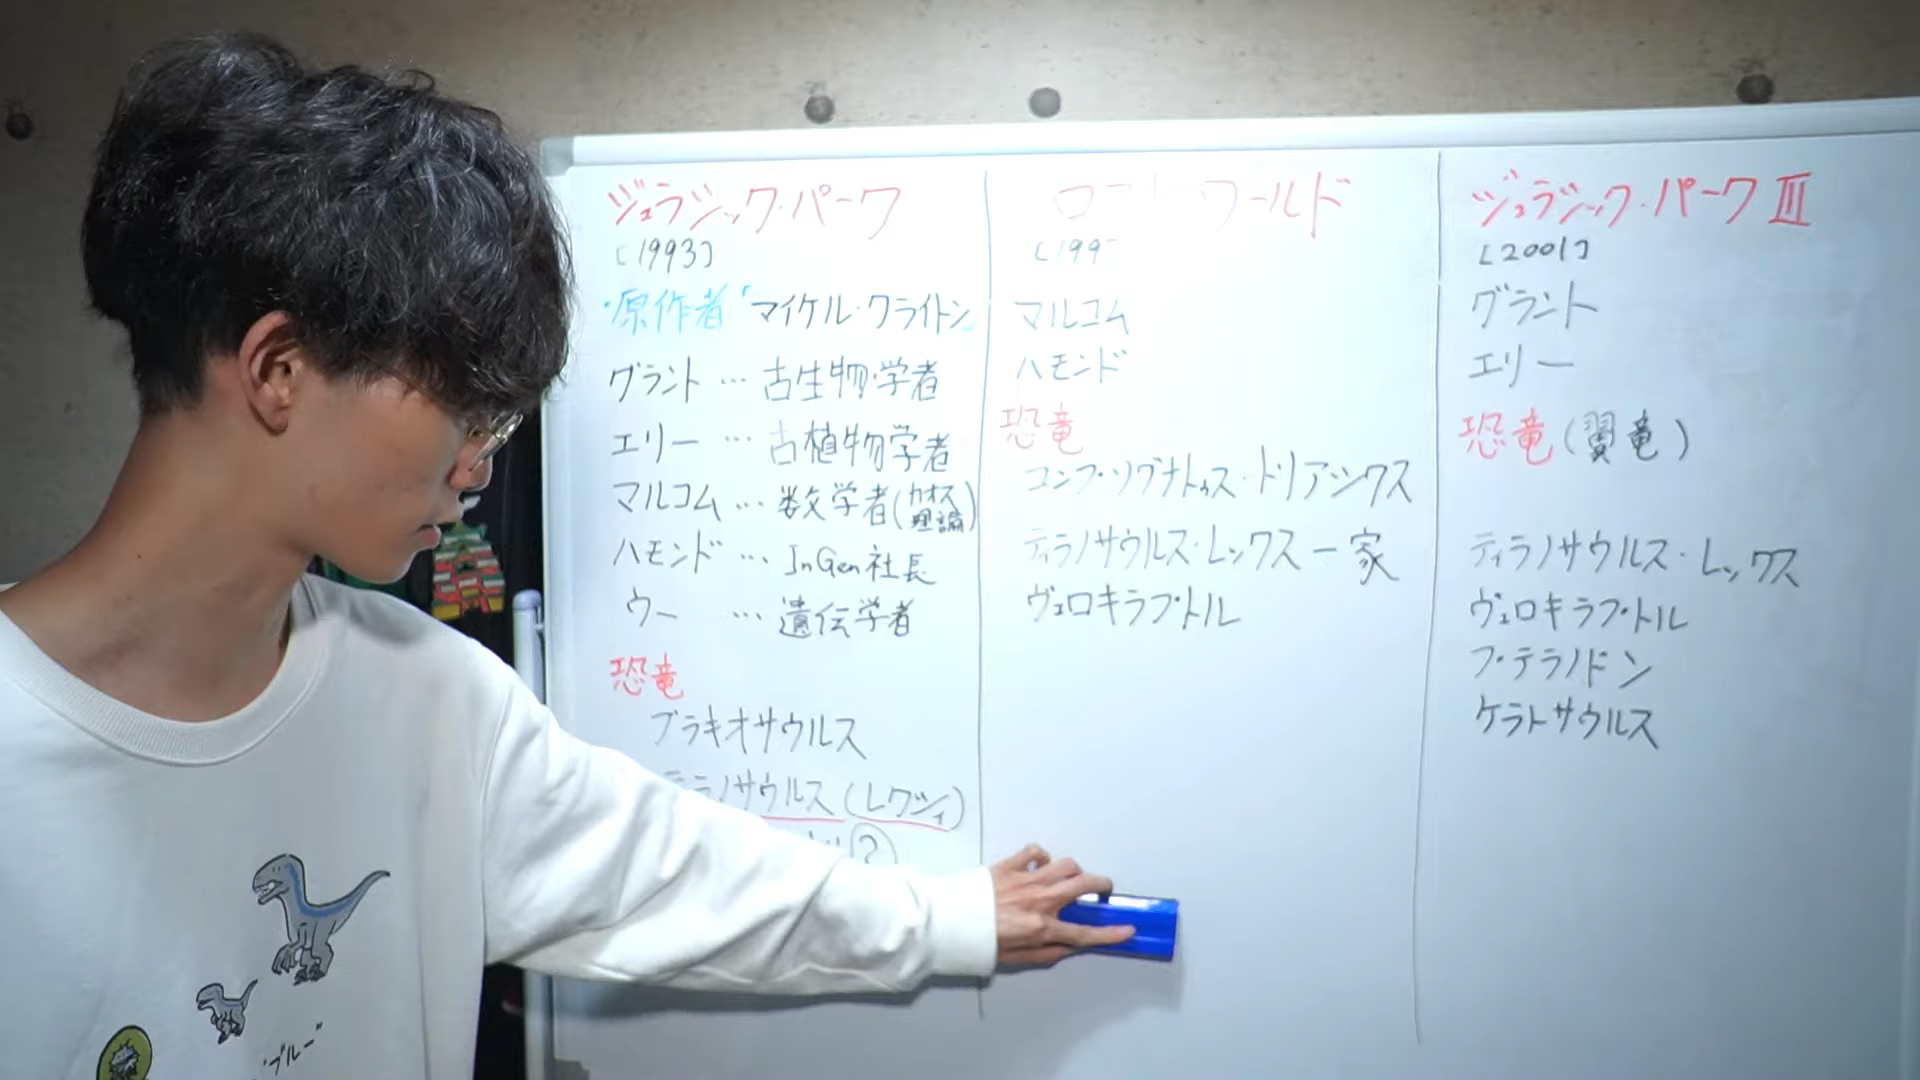 ジュラシック・パーク
[1993]
・原作者「マイケル・クライトン」
グラント … 古生物学者
エリー … 古植物学者
マルコム … 数学者(カオス理論)
ハモンド … InGen社長
ウー … 遺伝学者
恐竜
ブラキオサウルス
ラノサウルス(レクシィ)
ワールド
[199
マルコム
ハモンド
恐竜
コンプソグナトゥス・トリアシクス
ティラノサウルス・レックス一家
ヴェロキラプトル
ジュラシック・パークⅢ
[2001]
グラント
エリー
恐竜(翼竜)
ティラノサウルス・レックス
ヴェロキラプトル
プテラノドン
ケラトサウルス
"ブルー"